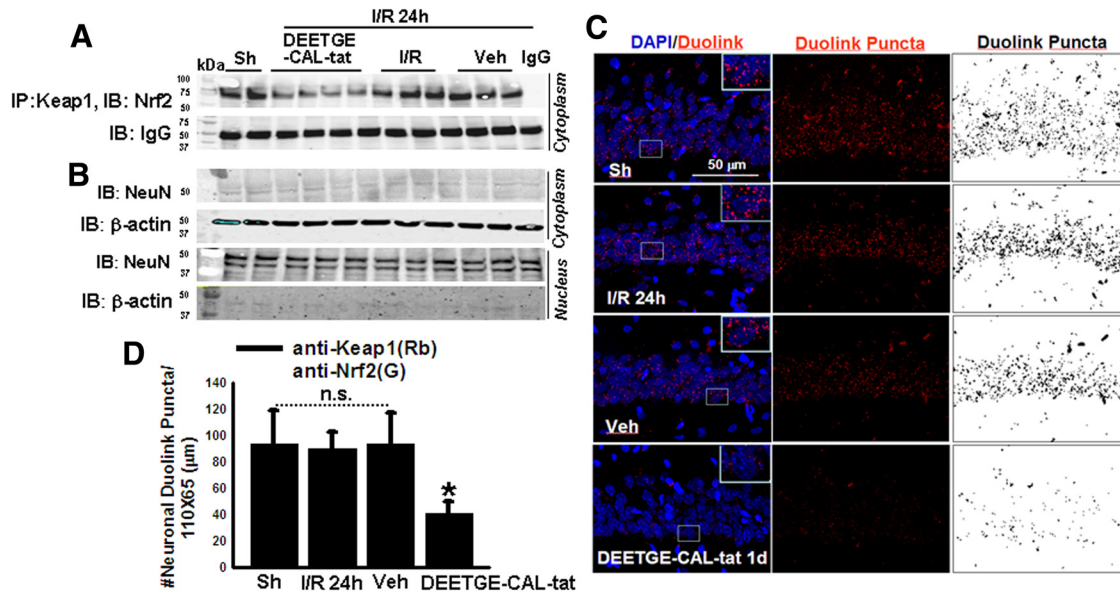 A
I/R 24h
DEETGE
-CAL-tat
kDa Sh I/R Veh IgG
IP:Keap1, IB: Nrf2
100
75
50
Cytoplasm
IB: IgG
75
50
37
B
IB: NeuN
50
Cytoplasm
IB: β-actin
50
37
IB: NeuN
50
37
Nucleus
IB: β-actin
50
37
D
anti-Keap1(Rb)
anti-Nrf2(G)
#Neuronal Duolink Puncta/
110X65 (μm)
140
120
100
80
60
40
20
0
n.s.
*
Sh I/R 24h Veh DEETGE-CAL-tat
C
DAPI/Duolink Duolink Puncta Duolink Puncta
Sh
50 μm
I/R 24h
Veh
DEETGE-CAL-tat 1d